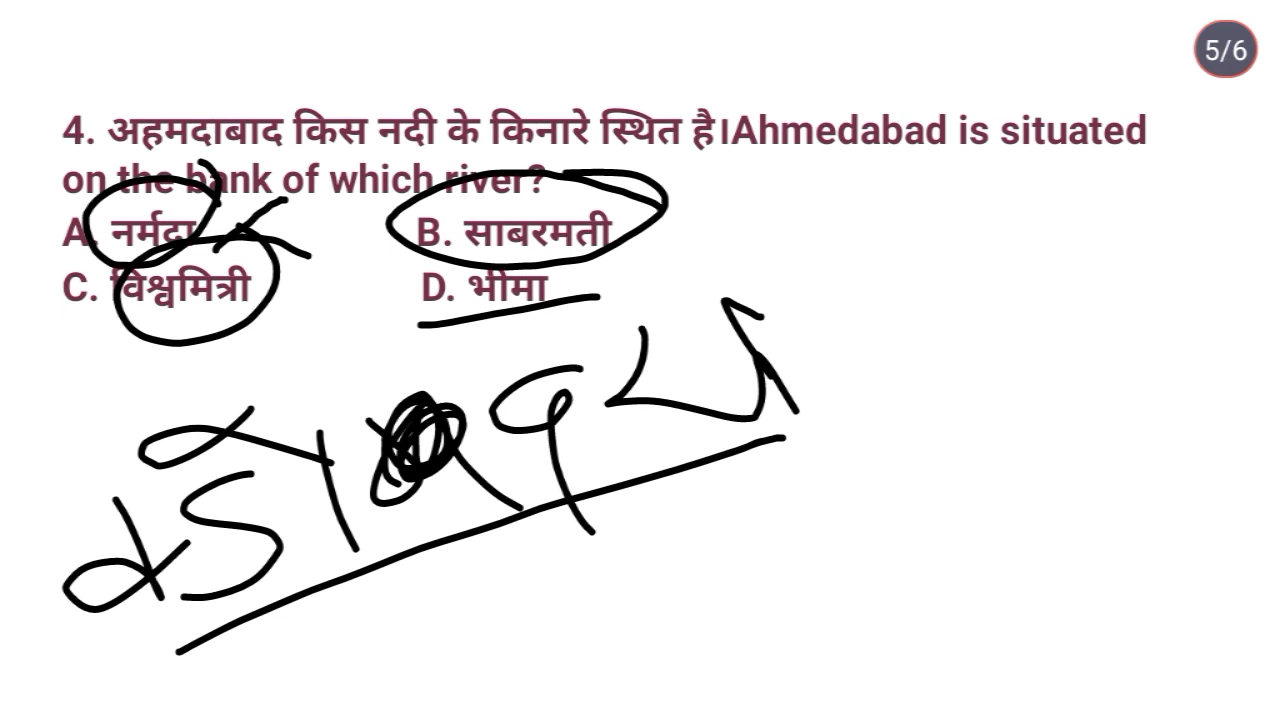 5/6
4. अहमदाबाद किस नदी के किनारे स्थित है।Ahmedabad is situated
on the bank of which river?
A. नर्मदा B. साबरमती
C. विश्वमित्री D. भीमा